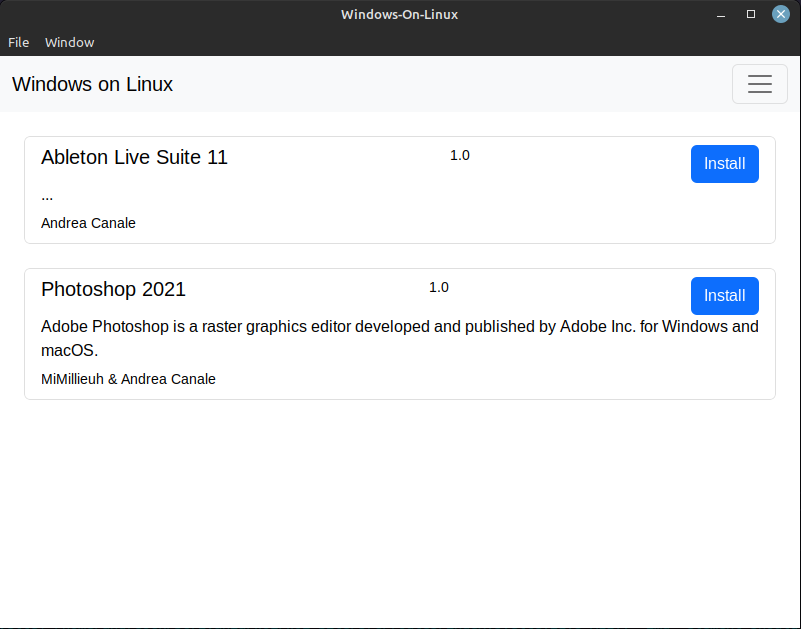 Windows-On-Linux
File Window
Windows on Linux
Ableton Live Suite 11 1.0 Install
...
Andrea Canale
Photoshop 2021 1.0 Install
Adobe Photoshop is a raster graphics editor developed and published by Adobe Inc. for Windows and
macOS.
MiMillieuh & Andrea Canale